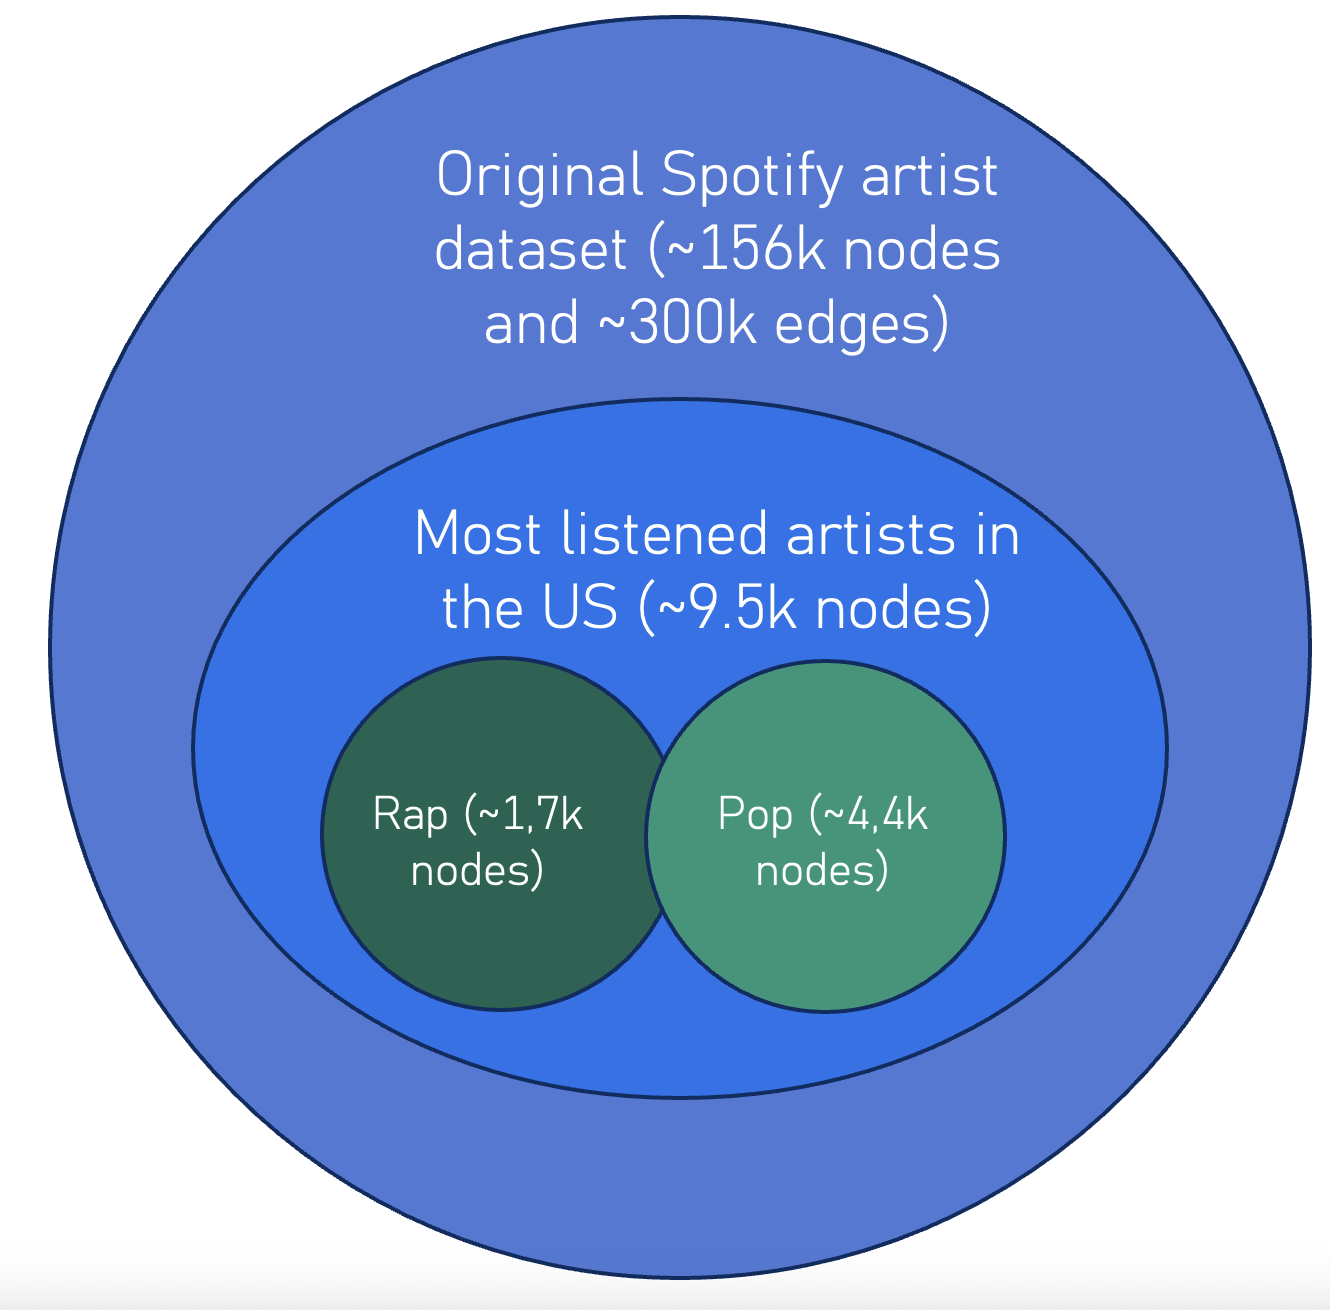 Original Spotify artist
dataset (~156k nodes
and ~300k edges)
Most listened artists in
the US (~9.5k nodes)
Rap (~1,7k
nodes)
Pop (~4,4k
nodes)